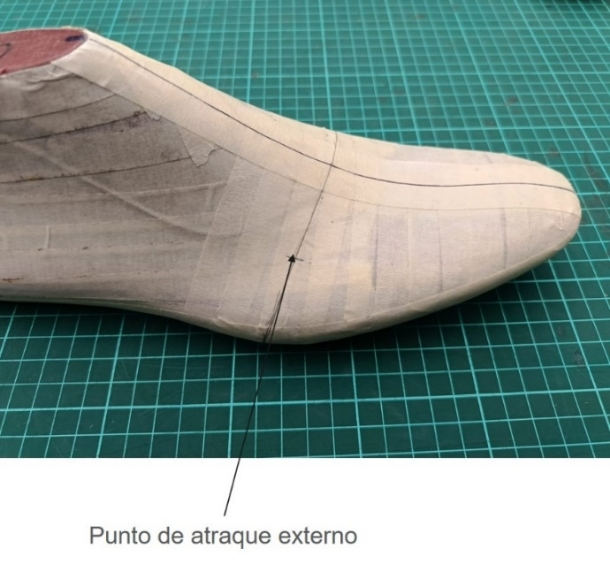 Punto de atraque externo